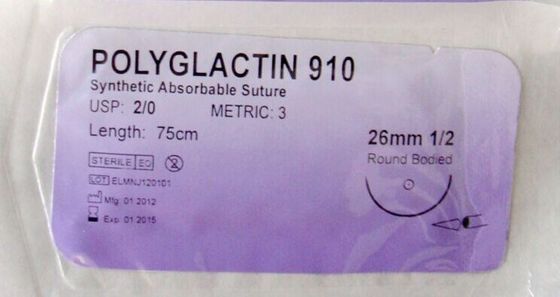 POLYGLACTIN 910
Synthetic Absorbable Suture
USP: 2/0 METRIC: 3
Length: 75cm
26mm 1/2
Round Bodied
STERILE EO
2
LOT ELMNJ120101
Mfg: 01 2012
Exp: 01 2015